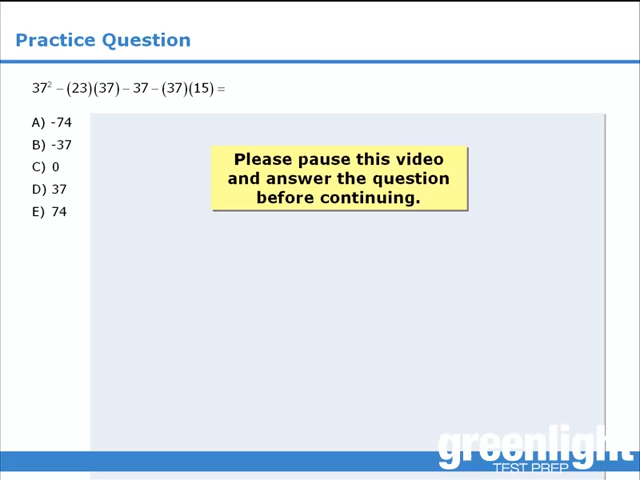 Practice Question
37² – (23)(37) – 37 – (37)(15) =
A) -74
B) -37
C) 0
D) 37
E) 74
Please pause this video
and answer the question
before continuing.
greenlight
TEST PREP